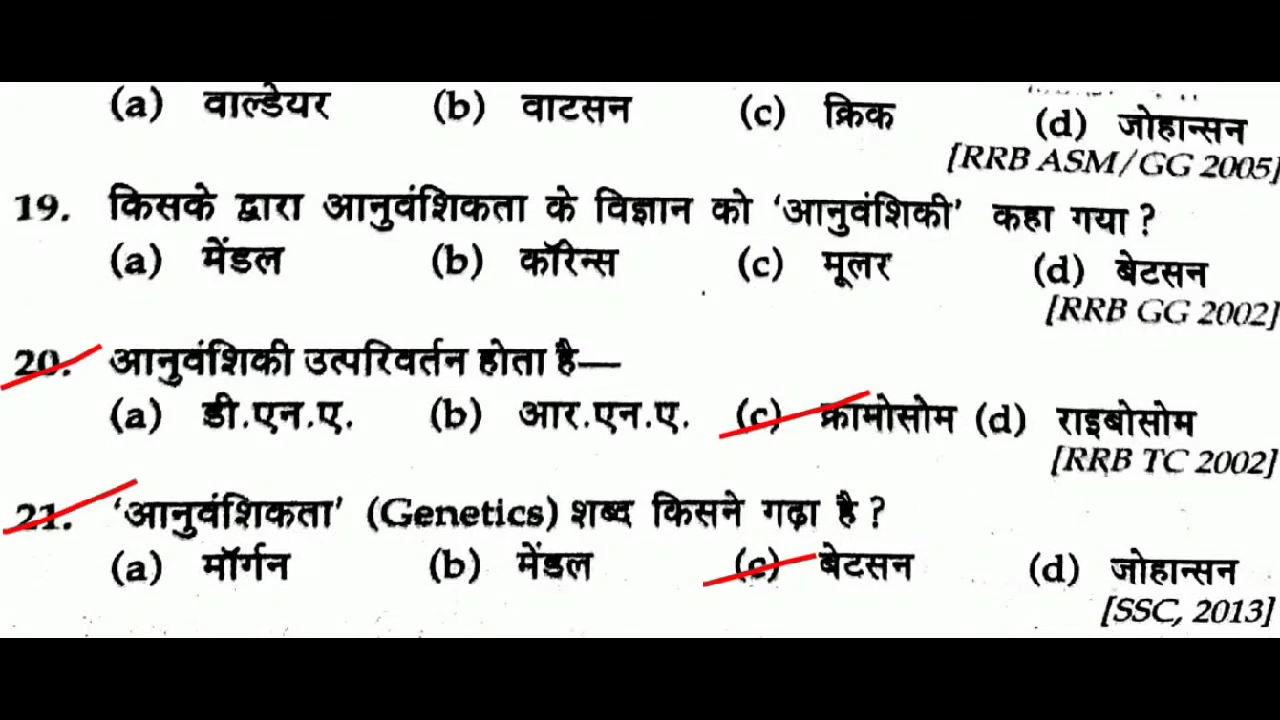 (a) वाल्डेयर (b) वाटसन (c) क्रिक (d) जोहान्सन
[RRB ASM/GG 2005]
19. किसके द्वारा आनुवंशिकता के विज्ञान को ‘आनुवंशिकी’ कहा गया ?
(a) मेंडल (b) कॉरिन्स (c) मूलर (d) बेटसन
[RRB GG 2002]
20. आनुवंशिकी उत्परिवर्तन होता है—
(a) डी.एन.ए. (b) आर.एन.ए. (c) क्रामोसोम (d) राइबोसोम
[RRB TC 2002]
21. ‘आनुवंशिकता’ (Genetics) शब्द किसने गढ़ा है ?
(a) मॉर्गन (b) मेंडल (c) बेटसन (d) जोहान्सन
[SSC, 2013]